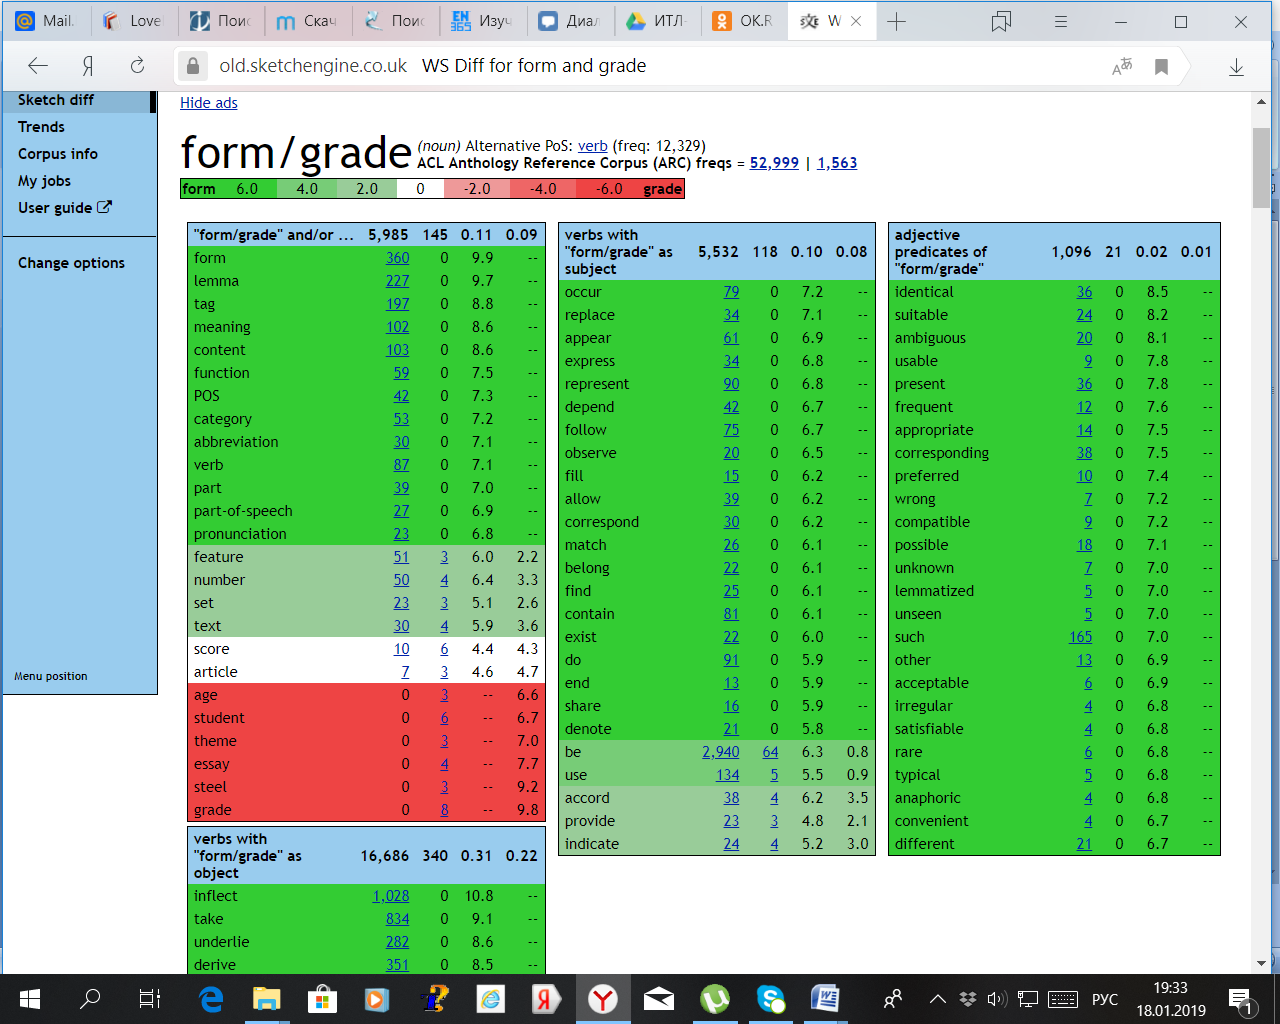 Mail.
Love
Поис
Скач
Поис
EN 365 Изуч
Диал
ИТЛ-
OK.R
W
old.sketchengine.co.uk WS Diff for form and grade
Sketch diff
Trends
Corpus info
My jobs
User guide
Change options
Menu position
Hide ads
form/grade (noun) Alternative PoS: verb (freq: 12,329)
ACL Anthology Reference Corpus (ARC) freqs = 52,999 | 1,563
form 6.0 4.0 2.0 0 -2.0 -4.0 -6.0 grade
"form/grade" and/or ... 5,985 145 0.11 0.09
form 360 0 9.9 --
lemma 227 0 9.7 --
tag 197 0 8.8 --
meaning 102 0 8.6 --
content 103 0 8.6 --
function 59 0 7.5 --
POS 42 0 7.3 --
category 53 0 7.2 --
abbreviation 30 0 7.1 --
verb 87 0 7.1 --
part 39 0 7.0 --
part-of-speech 27 0 6.9 --
pronunciation 23 0 6.8 --
feature 51 3 6.0 2.2
number 50 4 6.4 3.3
set 23 3 5.1 2.6
text 30 4 5.9 3.6
score 10 6 4.4 4.3
article 7 3 4.6 4.7
age 0 3 -- 6.6
student 0 6 -- 6.7
theme 0 3 -- 7.0
essay 0 4 -- 7.7
steel 0 3 -- 9.2
grade 0 8 -- 9.8
verbs with
"form/grade" as 16,686 340 0.31 0.22
object
inflect 1,028 0 10.8 --
take 834 0 9.1 --
underlie 282 0 8.6 --
derive 351 0 8.5 --
verbs with
"form/grade" as 5,532 118 0.10 0.08
subject
occur 79 0 7.2 --
replace 34 0 7.1 --
appear 61 0 6.9 --
express 34 0 6.8 --
represent 90 0 6.8 --
depend 42 0 6.7 --
follow 75 0 6.7 --
observe 20 0 6.5 --
fill 15 0 6.2 --
allow 39 0 6.2 --
correspond 30 0 6.2 --
match 26 0 6.1 --
belong 22 0 6.1 --
find 25 0 6.1 --
contain 81 0 6.1 --
exist 22 0 6.0 --
do 91 0 5.9 --
end 13 0 5.9 --
share 16 0 5.9 --
denote 21 0 5.8 --
be 2,940 64 6.3 0.8
use 134 5 5.5 0.9
accord 38 4 6.2 3.5
provide 23 3 4.8 2.1
indicate 24 4 5.2 3.0
adjective
predicates of 1,096 21 0.02 0.01
"form/grade"
identical 36 0 8.5 --
suitable 24 0 8.2 --
ambiguous 20 0 8.1 --
usable 9 0 7.8 --
present 36 0 7.8 --
frequent 12 0 7.6 --
appropriate 14 0 7.5 --
corresponding 38 0 7.5 --
preferred 10 0 7.4 --
wrong 7 0 7.2 --
compatible 9 0 7.2 --
possible 18 0 7.1 --
unknown 7 0 7.0 --
lemmatized 5 0 7.0 --
unseen 5 0 7.0 --
such 165 0 7.0 --
other 13 0 6.9 --
acceptable 6 0 6.9 --
irregular 4 0 6.8 --
satisfiable 4 0 6.8 --
rare 6 0 6.8 --
typical 5 0 6.8 --
anaphoric 4 0 6.8 --
convenient 4 0 6.7 --
different 21 0 6.7 --
РУС
19:33
18.01.2019
1